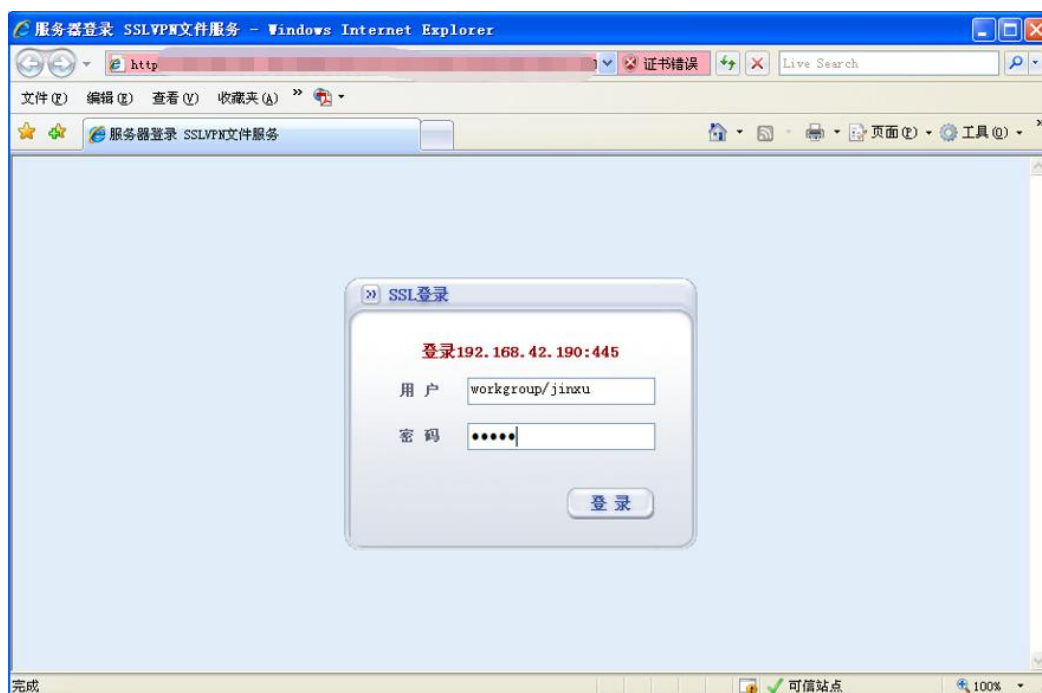 服务器登录 SSLVPN文件服务 - Windows Internet Explorer
http 证书错误 Live Search
文件(F) 编辑(E) 查看(V) 收藏夹(A) »
服务器登录 SSLVPN文件服务 页面(P) 工具(O) »
» SSL登录
登录192.168.42.190:445
用 户 workgroup/jinxu
密 码 •••••
登 录
完成 可信站点 100%